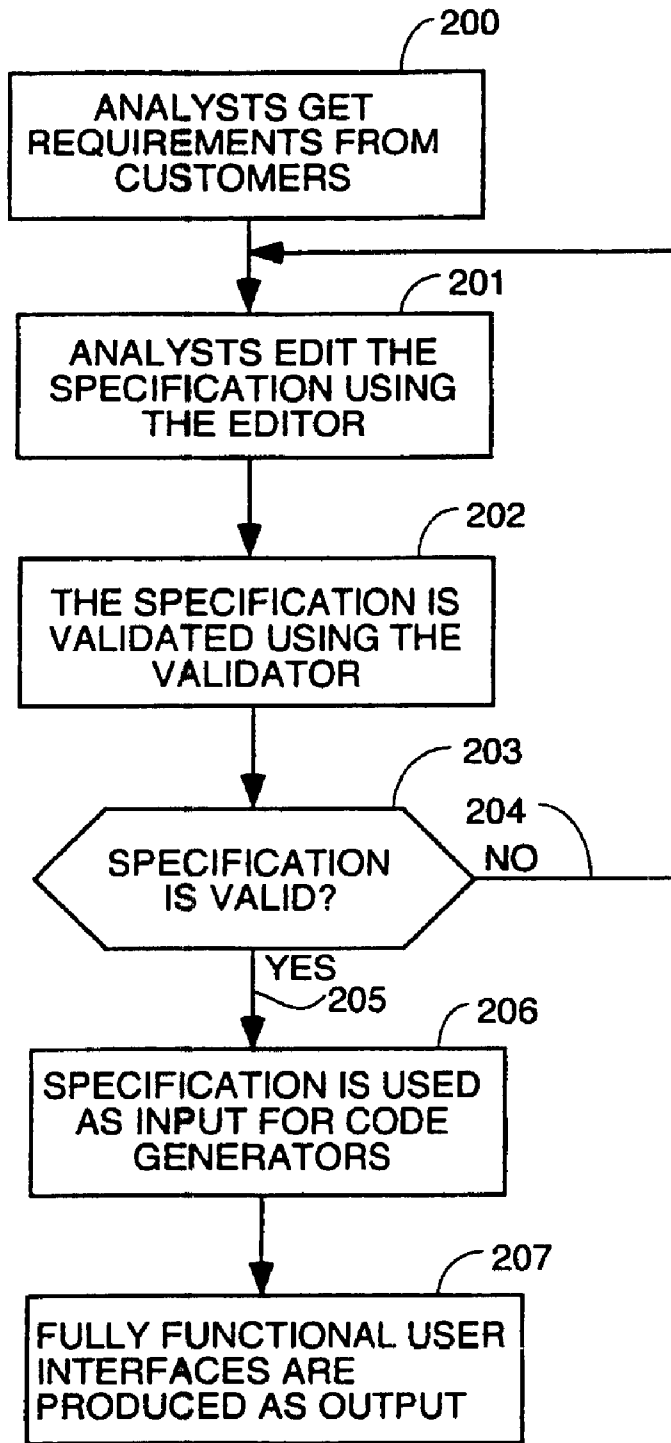 200
ANALYSTS GET
REQUIREMENTS FROM
CUSTOMERS
201
ANALYSTS EDIT THE
SPECIFICATION USING
THE EDITOR
202
THE SPECIFICATION IS
VALIDATED USING THE
VALIDATOR
203
204
SPECIFICATION
IS VALID?
NO
YES
205
206
SPECIFICATION IS USED
AS INPUT FOR CODE
GENERATORS
207
FULLY FUNCTIONAL USER
INTERFACES ARE
PRODUCED AS OUTPUT